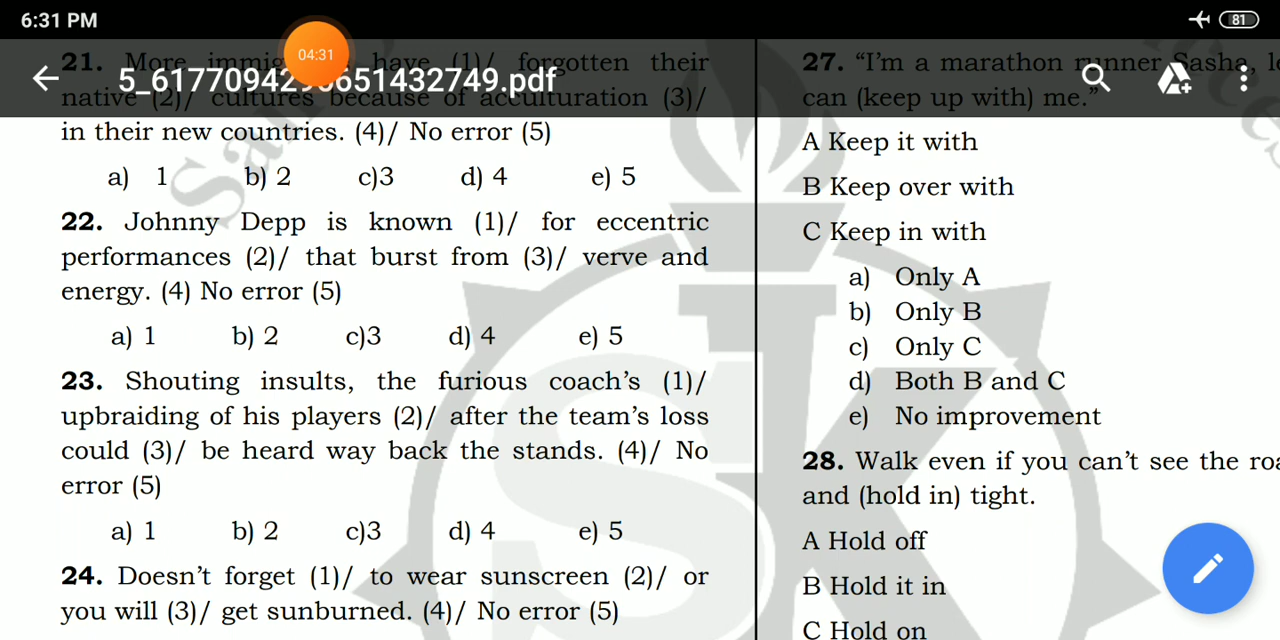 6:31 PM
81
04:31
21. More immig have (1)/ forgotten their
5_6177094290651432749.pdf
native (2)/ cultures because of acculturation (3)/
in their new countries. (4)/ No error (5)
a) 1 b) 2 c)3 d) 4 e) 5
22. Johnny Depp is known (1)/ for eccentric
performances (2)/ that burst from (3)/ verve and
energy. (4) No error (5)
a) 1 b) 2 c)3 d) 4 e) 5
23. Shouting insults, the furious coach's (1)/
upbraiding of his players (2)/ after the team's loss
could (3)/ be heard way back the stands. (4)/ No
error (5)
a) 1 b) 2 c)3 d) 4 e) 5
24. Doesn't forget (1)/ to wear sunscreen (2)/ or
you will (3)/ get sunburned. (4)/ No error (5)
27. “I'm a marathon runner Sasha, l
can (keep up with) me.”
A Keep it with
B Keep over with
C Keep in with
a) Only A
b) Only B
c) Only C
d) Both B and C
e) No improvement
28. Walk even if you can't see the roa
and (hold in) tight.
A Hold off
B Hold it in
C Hold on